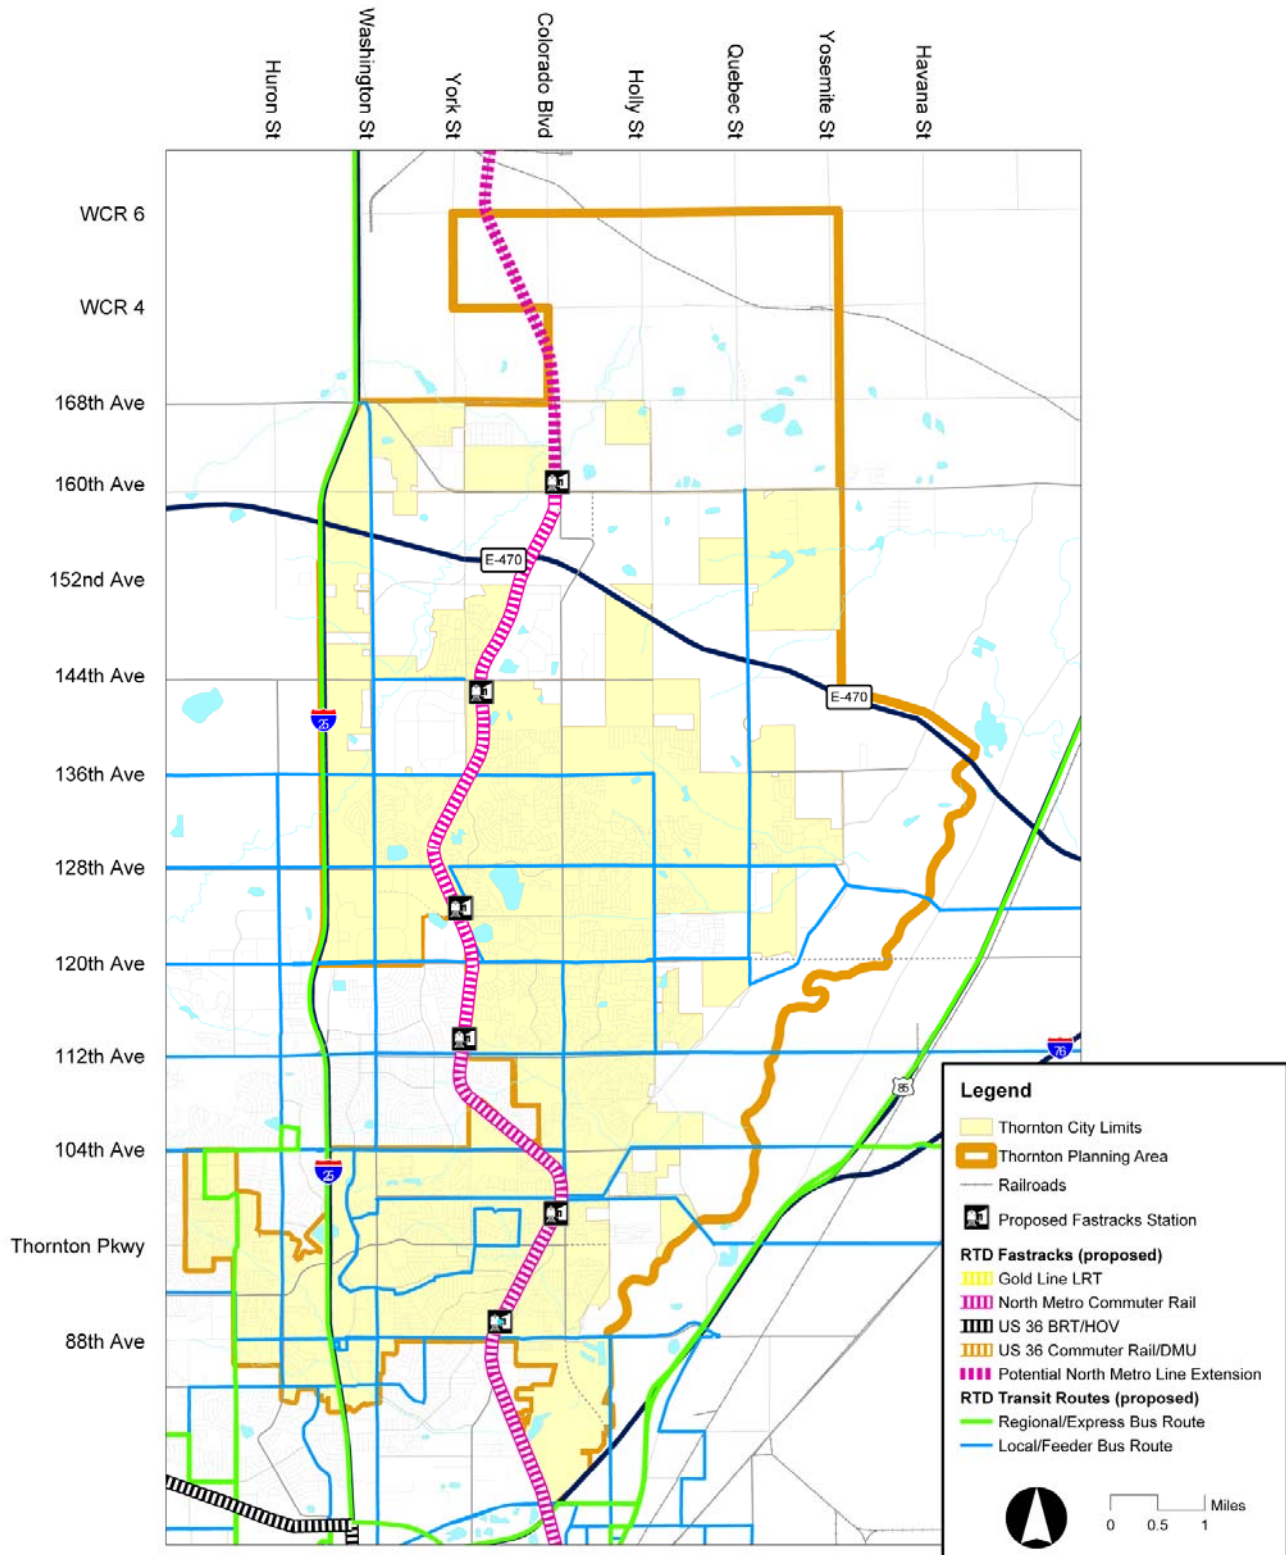 Huron St
Washington St
York St
Colorado Blvd
Holly St
Quebec St
Yosemite St
Havana St
WCR 6
WCR 4
168th Ave
160th Ave
E-470
152nd Ave
144th Ave
E-470
25
136th Ave
128th Ave
120th Ave
112th Ave
76
85
104th Ave
25
Thornton Pkwy
88th Ave
Legend
Thornton City Limits
Thornton Planning Area
Railroads
Proposed Fastracks Station
RTD Fastracks (proposed)
Gold Line LRT
North Metro Commuter Rail
US 36 BRT/HOV
US 36 Commuter Rail/DMU
Potential North Metro Line Extension
RTD Transit Routes (proposed)
Regional/Express Bus Route
Local/Feeder Bus Route
Miles
0 0.5 1